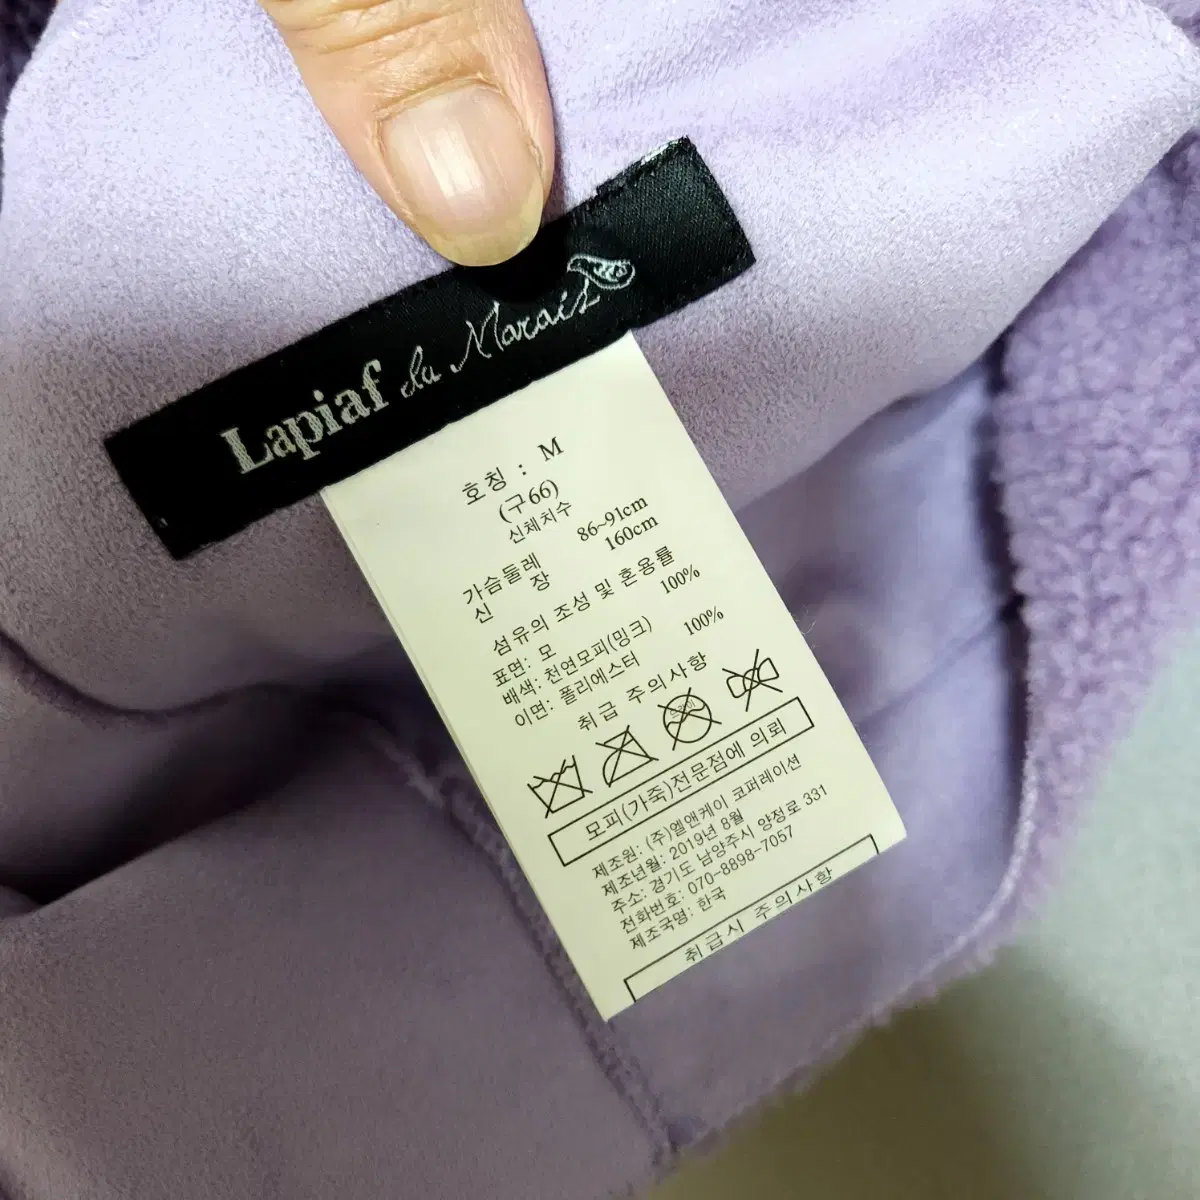 Lapiaf du Marais
호칭 : M
(구66)
신체치수
가슴둘레 86~91cm
신 장 160cm
섬유의 조성 및 혼용률
표면: 모 100%
배색: 천연모피(밍크)
이면: 폴리에스터 100%
취급 주의사항
드라이
모피(가죽)전문점에 의뢰
제조원: (주)엘앤케이 코퍼레이션
제조년월: 2019년 8월
주소: 경기도 남양주시 양정로 331
전화번호: 070-8898-7057
제조국명: 한국
취급시 주의사항